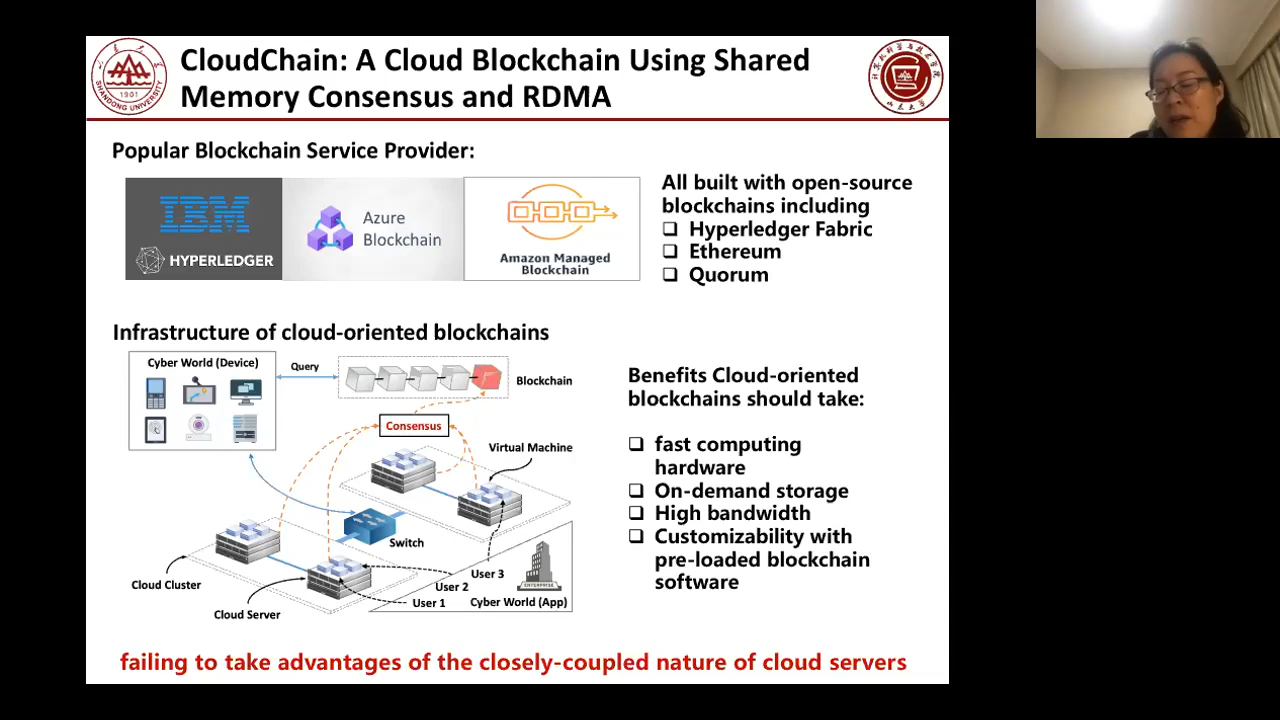 CloudChain: A Cloud Blockchain Using Shared
Memory Consensus and RDMA
SHANDONG UNIVERSITY
1901
Popular Blockchain Service Provider:
IBM
HYPERLEDGER
Azure
Blockchain
Amazon Managed
Blockchain
All built with open-source
blockchains including
Hyperledger Fabric
Ethereum
Quorum
Infrastructure of cloud-oriented blockchains
Cyber World (Device)
Query
Blockchain
Consensus
Virtual Machine
Switch
Cloud Cluster
Cloud Server
User 3
User 2
User 1
ENTERPRISE
Cyber World (App)
Benefits Cloud-oriented
blockchains should take:
fast computing
hardware
On-demand storage
High bandwidth
Customizability with
pre-loaded blockchain
software
failing to take advantages of the closely-coupled nature of cloud servers